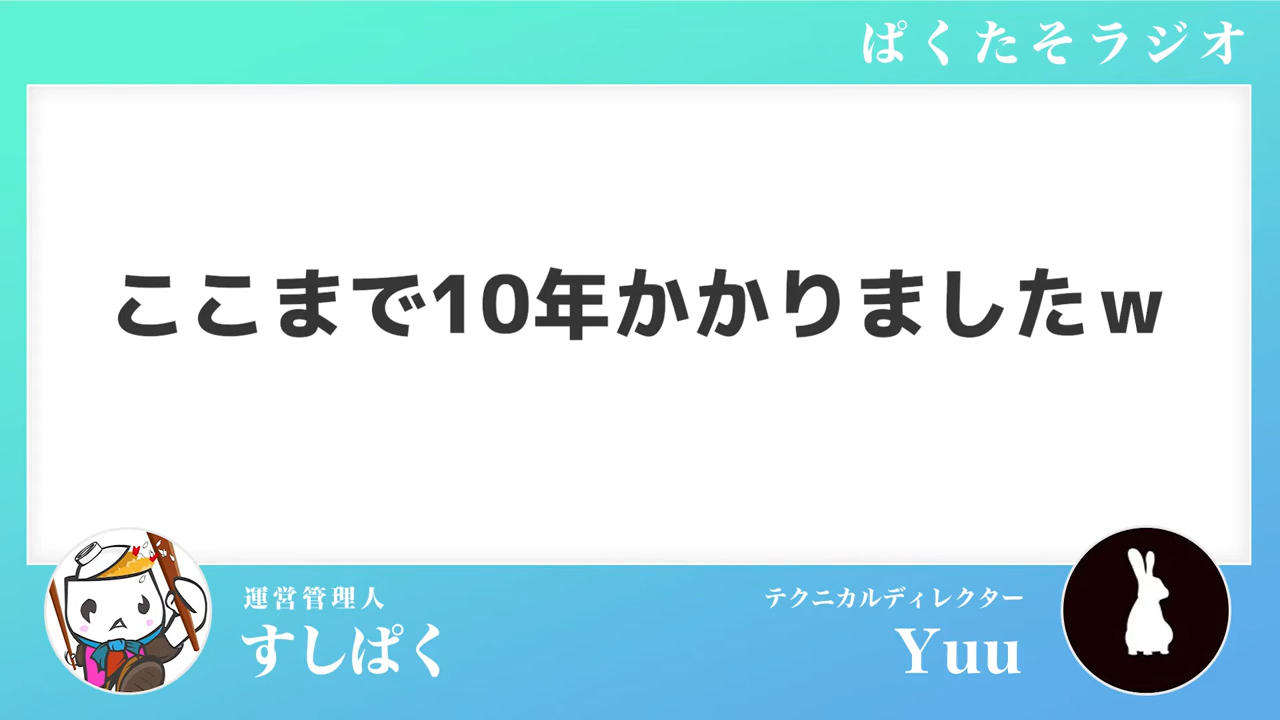 ぱくたそラジオ
ここまで10年かかりましたｗ
運営管理人
すしぱく
テクニカルディレクター
Yuu